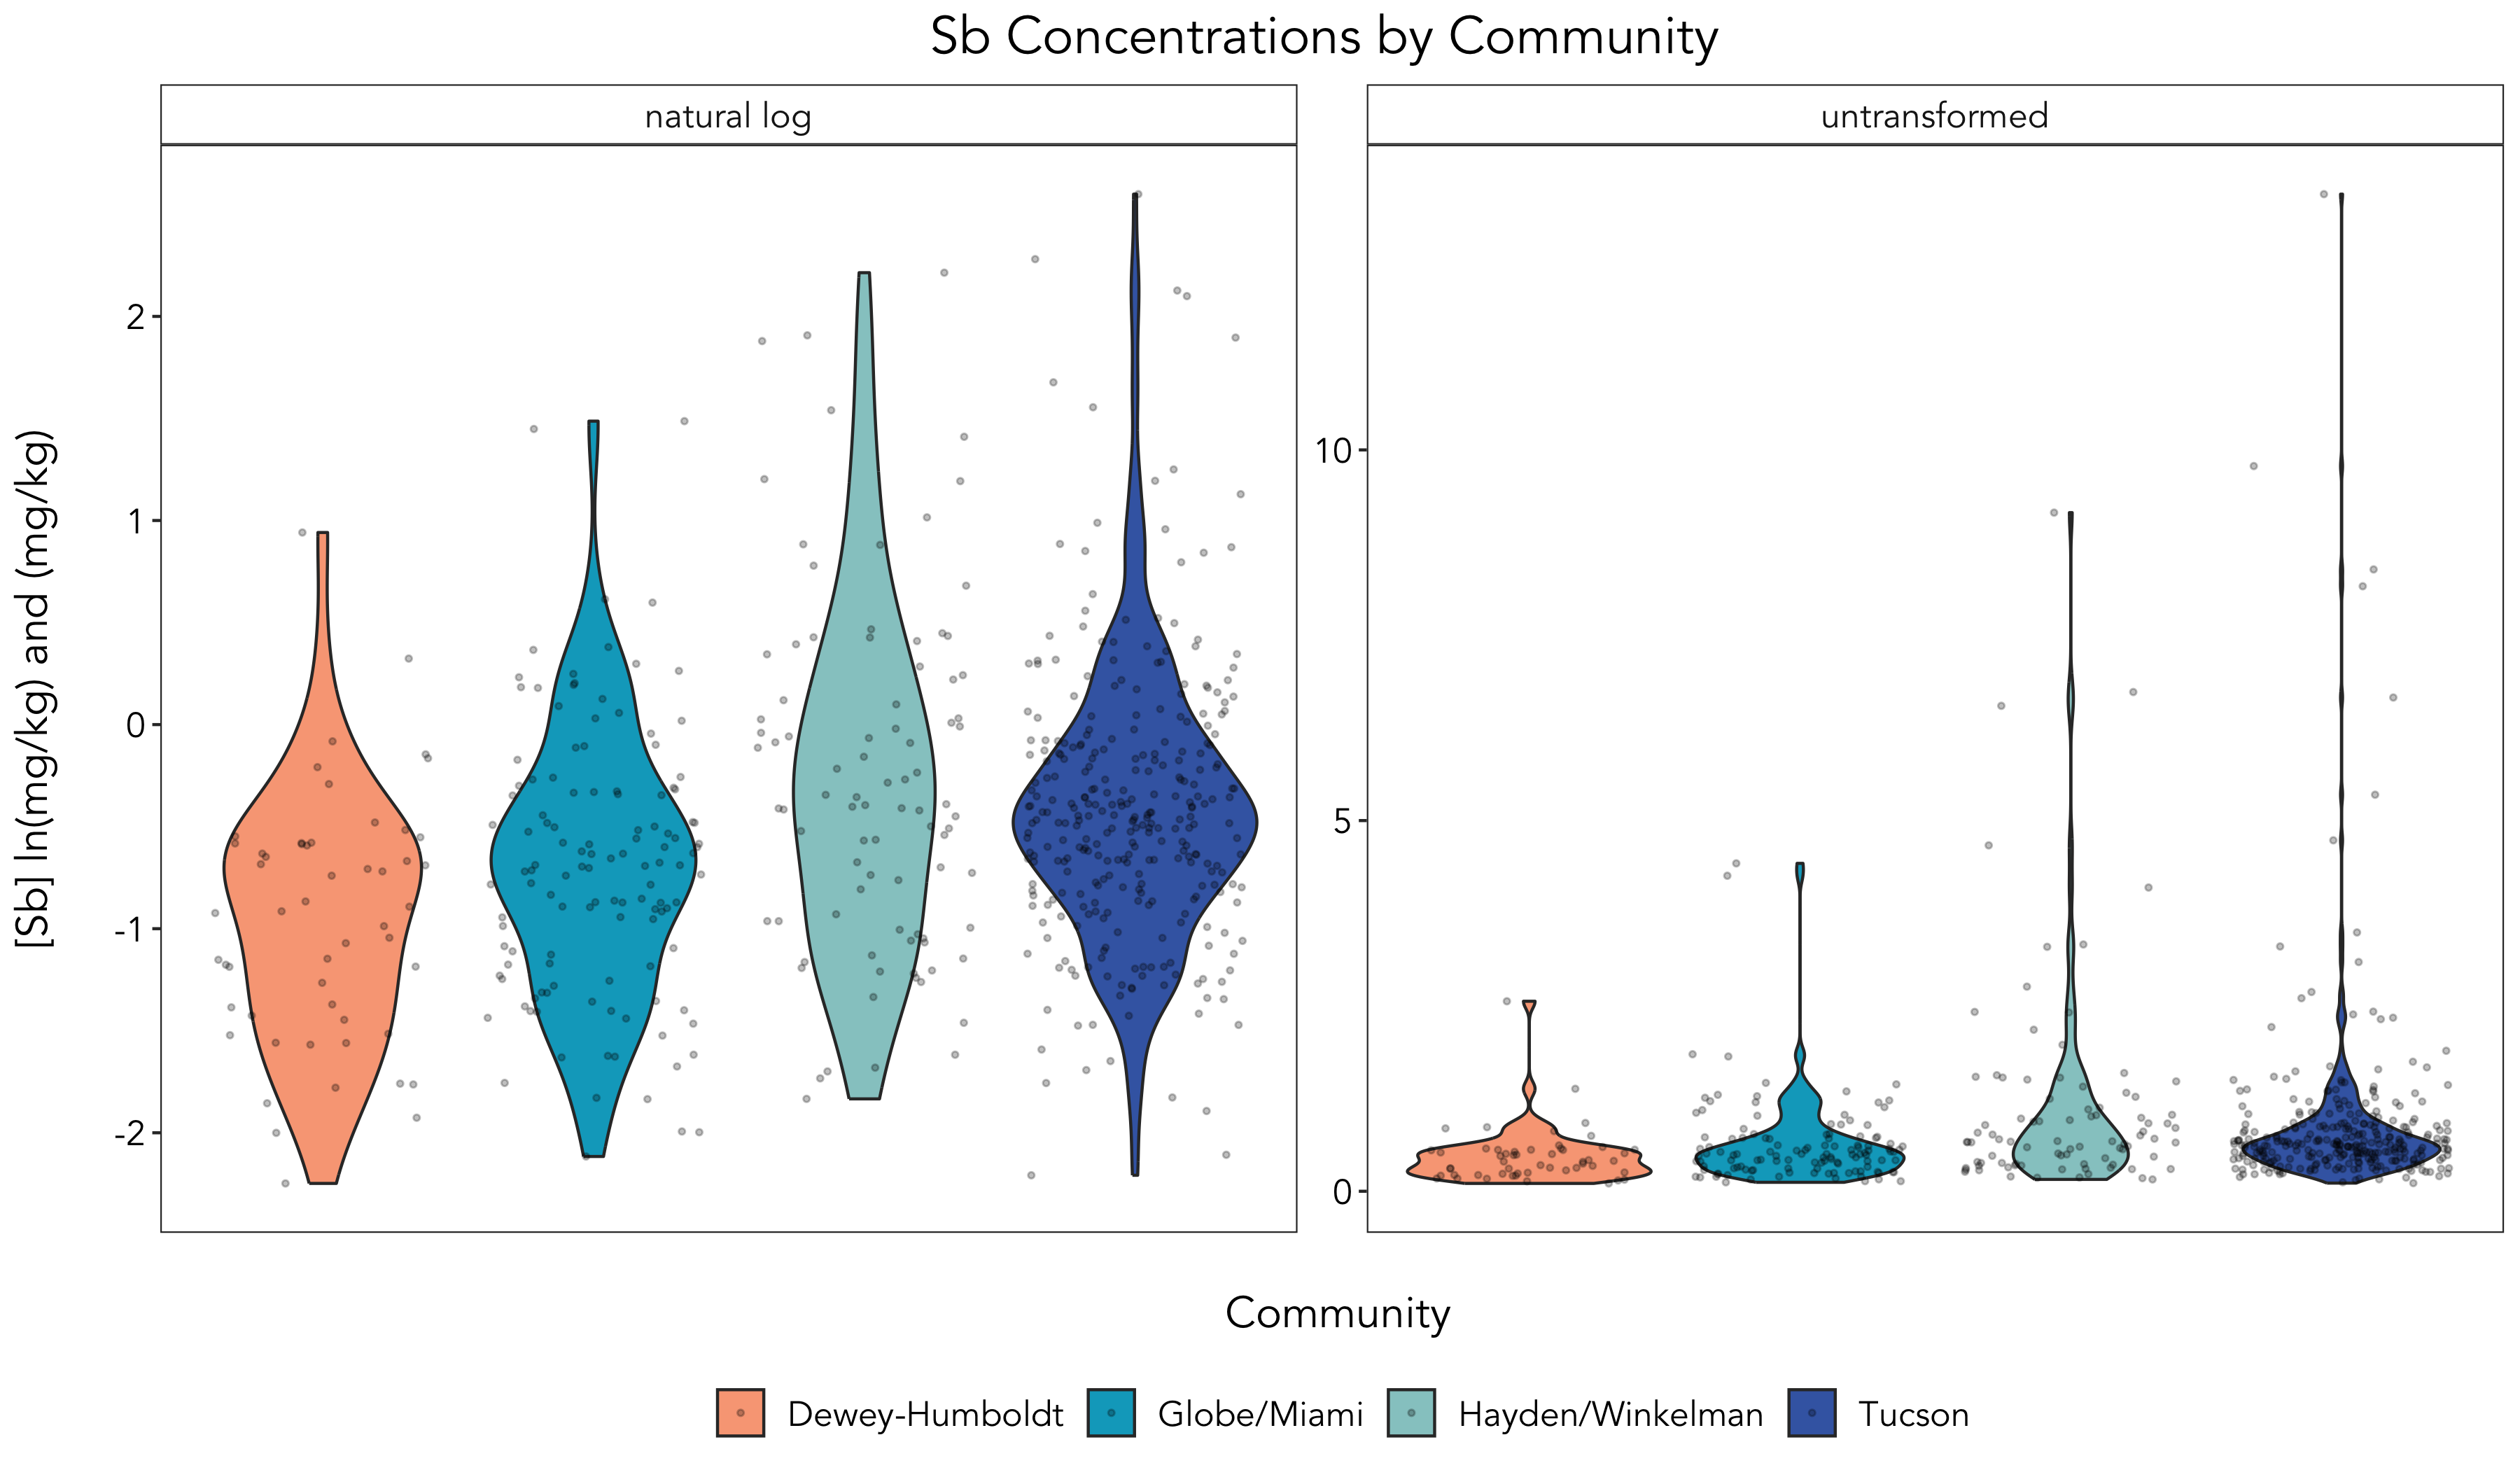 Sb Concentrations by Community
natural log
untransformed
[Sb] ln(mg/kg) and (mg/kg)
2
1
0
-1
-2
10
5
0
Community
Dewey-Humboldt
Globe/Miami
Hayden/Winkelman
Tucson